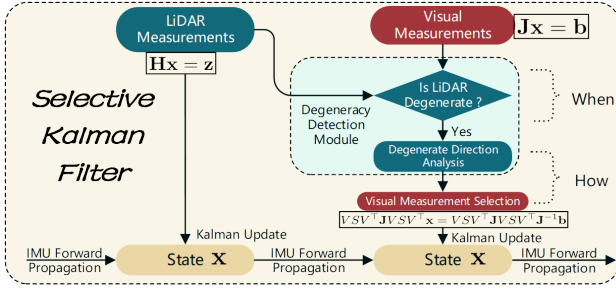 LiDAR
Measurements
Hx = z
Visual
Measurements
Jx = b
Selective
Kalman
Filter
Is LiDAR
Degenerate ?
When
Degeneracy
Detection
Module
Yes
Degenerate Direction
Analysis
How
Visual Measurement Selection
VSV⊤JVSV⊤x = VSV⊤JVSV⊤J⁻¹b
Kalman Update
Kalman Update
IMU Forward
Propagation
State X
IMU Forward
Propagation
State X
IMU Forward
Propagation